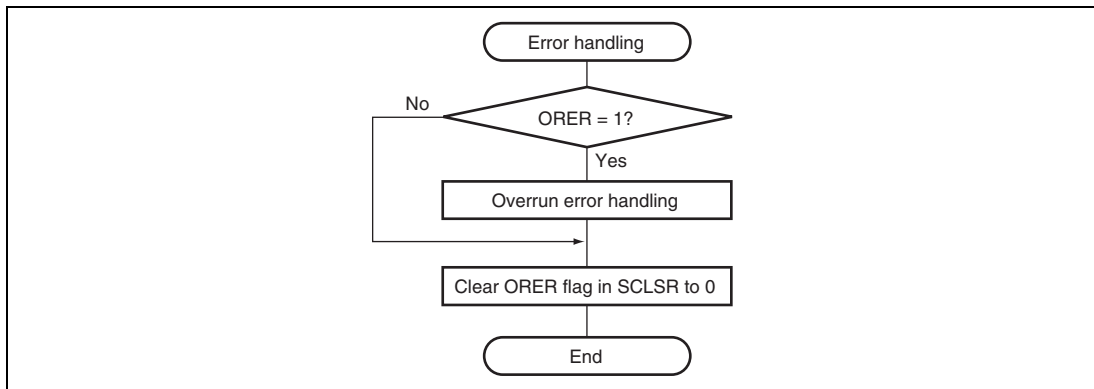 Error handling
No
ORER = 1?
Yes
Overrun error handling
Clear ORER flag in SCLSR to 0
End